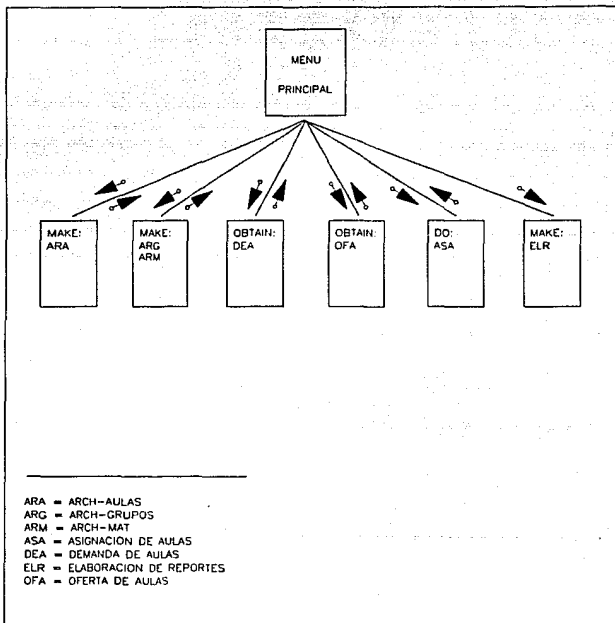 MENU
PRINCIPAL
MAKE:
ARA
MAKE:
ARG
ARM
OBTAIN:
DEA
OBTAIN:
OFA
DO:
ASA
MAKE:
ELR
ARA = ARCH-AULAS
ARG = ARCH-GRUPOS
ARM = ARCH-MAT
ASA = ASIGNACION DE AULAS
DEA = DEMANDA DE AULAS
ELR = ELABORACION DE REPORTES
OFA = OFERTA DE AULAS